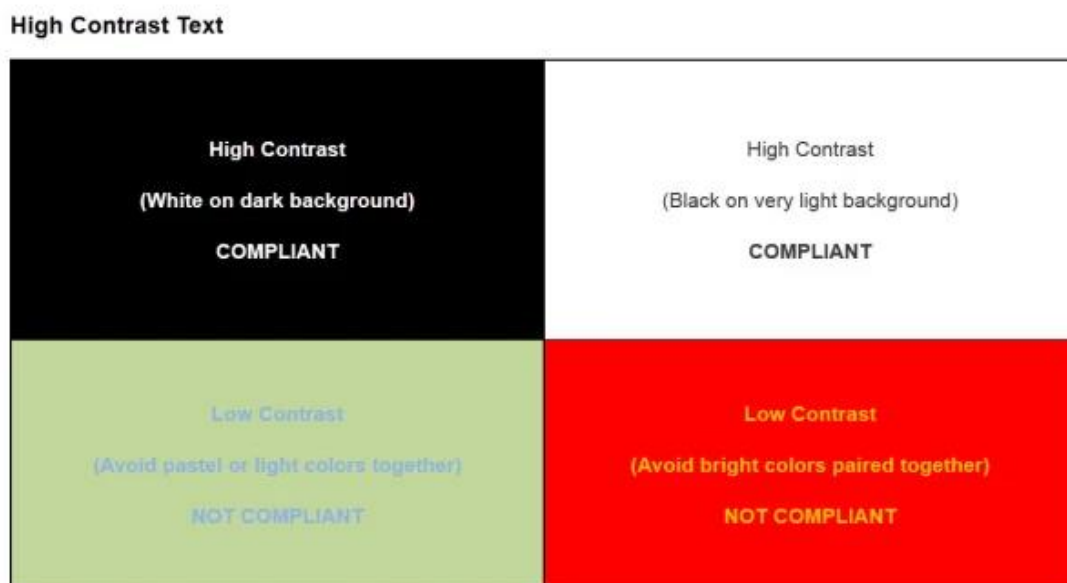 High Contrast Text
High Contrast
(White on dark background)
COMPLIANT
High Contrast
(Black on very light background)
COMPLIANT
Low Contrast
(Avoid pastel or light colors together)
NOT COMPLIANT
Low Contrast
(Avoid bright colors paired together)
NOT COMPLIANT